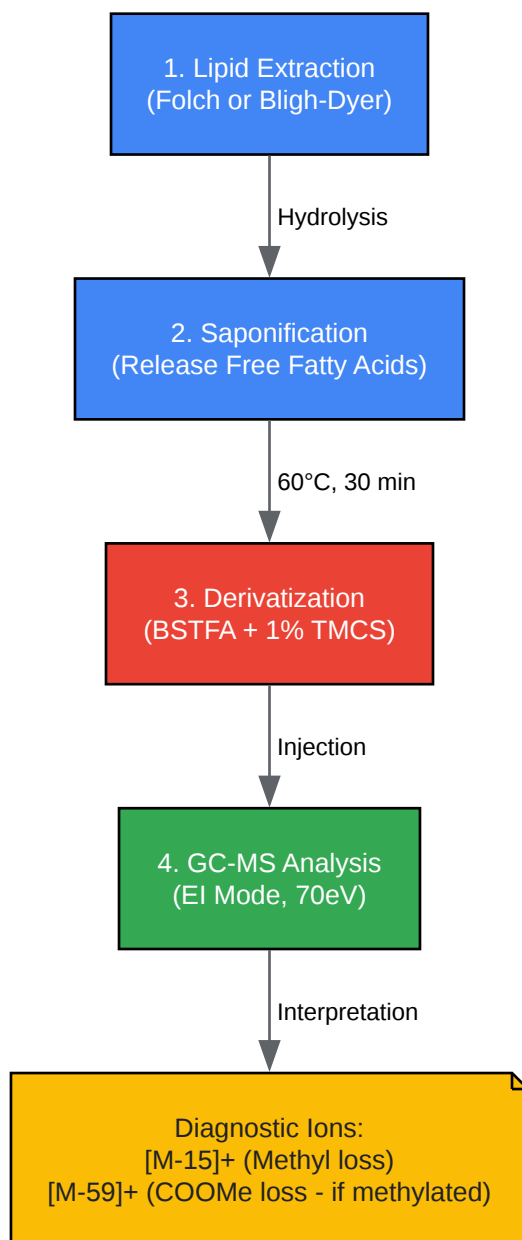 1. Lipid Extraction
(Folch or Bligh-Dyer)
Hydrolysis
2. Saponification
(Release Free Fatty Acids)
60°C, 30 min
3. Derivatization
(BSTFA + 1% TMCS)
Injection
4. GC-MS Analysis
(EI Mode, 70eV)
Interpretation
Diagnostic Ions:
[M-15]+ (Methyl loss)
[M-59]+ (COOMe loss - if methylated)